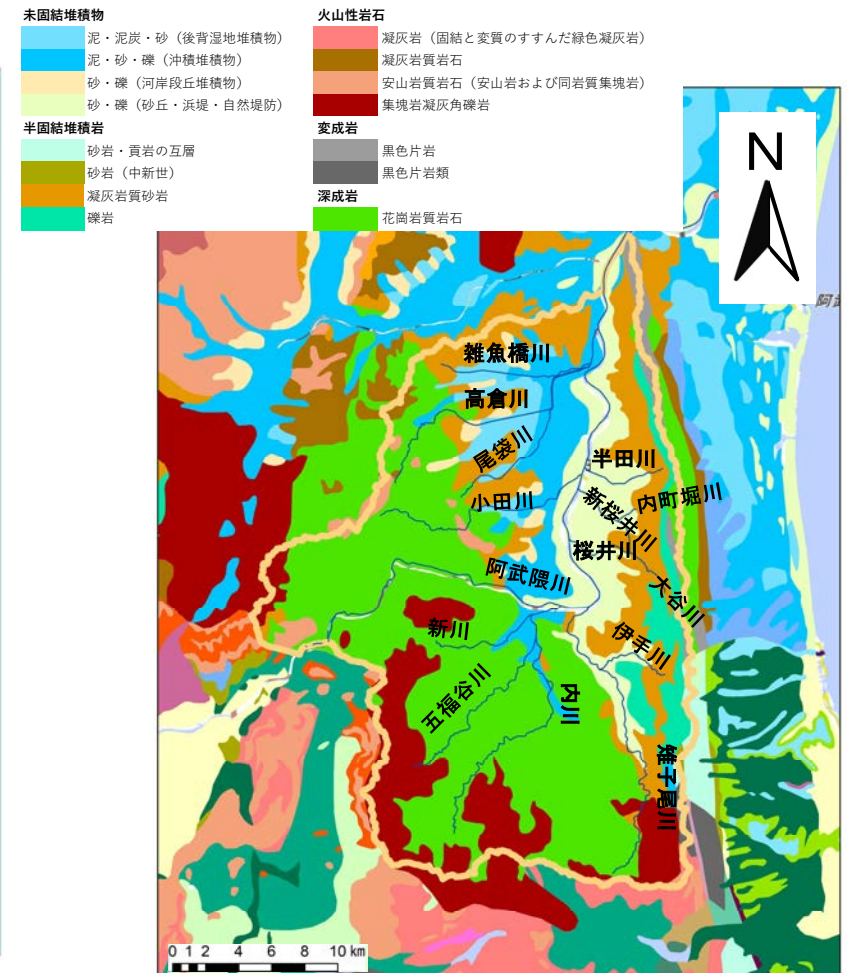 未固結堆積物
泥・泥炭・砂（後背湿地堆積物）
泥・砂・礫（沖積堆積物）
砂・礫（河岸段丘堆積物）
砂・礫（砂丘・浜堤・自然堤防）
半固結堆積岩
砂岩・貢岩の互層
砂岩（中新世）
凝灰岩質砂岩
礫岩
火山性岩石
凝灰岩（固結と変質のすすんだ緑色凝灰岩）
凝灰岩質岩石
安山岩質岩石（安山岩および同岩質集塊岩）
集塊岩凝灰角礫岩
変成岩
黒色片岩
黒色片岩類
深成岩
花崗岩質岩石
N
雑魚橋川
高倉川
尾袋川
小田川
半田川
内町堀川
新桜井川
桜井川
阿武隈川
大谷川
新川
伊手川
五福谷川
内川
雉子尾川
0 1 2 4 6 8 10 km